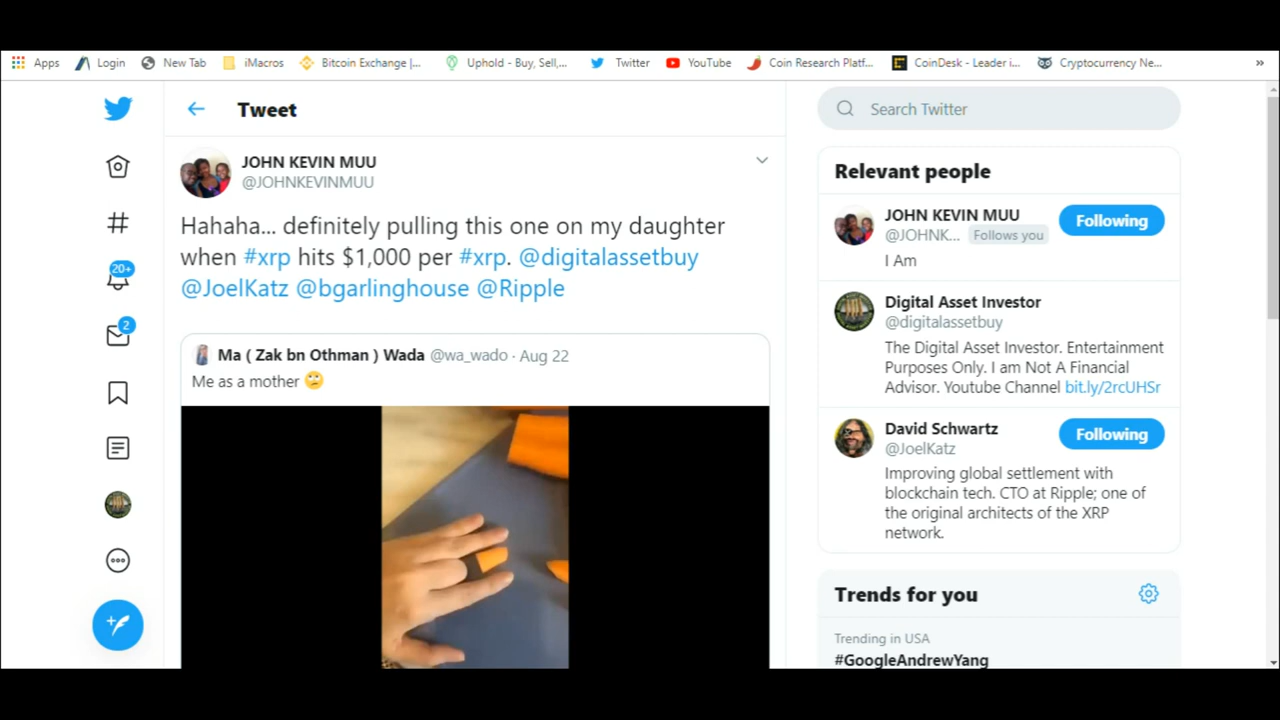 Apps Login New Tab iMacros Bitcoin Exchange |... Uphold - Buy, Sell,... Twitter YouTube Coin Research Platf... CoinDesk - Leader i... Cryptocurrency Ne... »
Tweet
JOHN KEVIN MUU
@JOHNKEVINMUU
Hahaha... definitely pulling this one on my daughter
when #xrp hits $1,000 per #xrp. @digitalassetbuy
@JoelKatz @bgarlinghouse @Ripple
Ma ( Zak bn Othman ) Wada @wa_wado · Aug 22
Me as a mother 🙄
20+
2
Search Twitter
Relevant people
JOHN KEVIN MUU
@JOHNK... Follows you
Following
I Am
Digital Asset Investor
@digitalassetbuy
The Digital Asset Investor. Entertainment
Purposes Only. I am Not A Financial
Advisor. Youtube Channel bit.ly/2rcUHSr
David Schwartz
@JoelKatz
Following
Improving global settlement with
blockchain tech. CTO at Ripple; one of
the original architects of the XRP
network.
Trends for you
Trending in USA
#GoogleAndrewYang